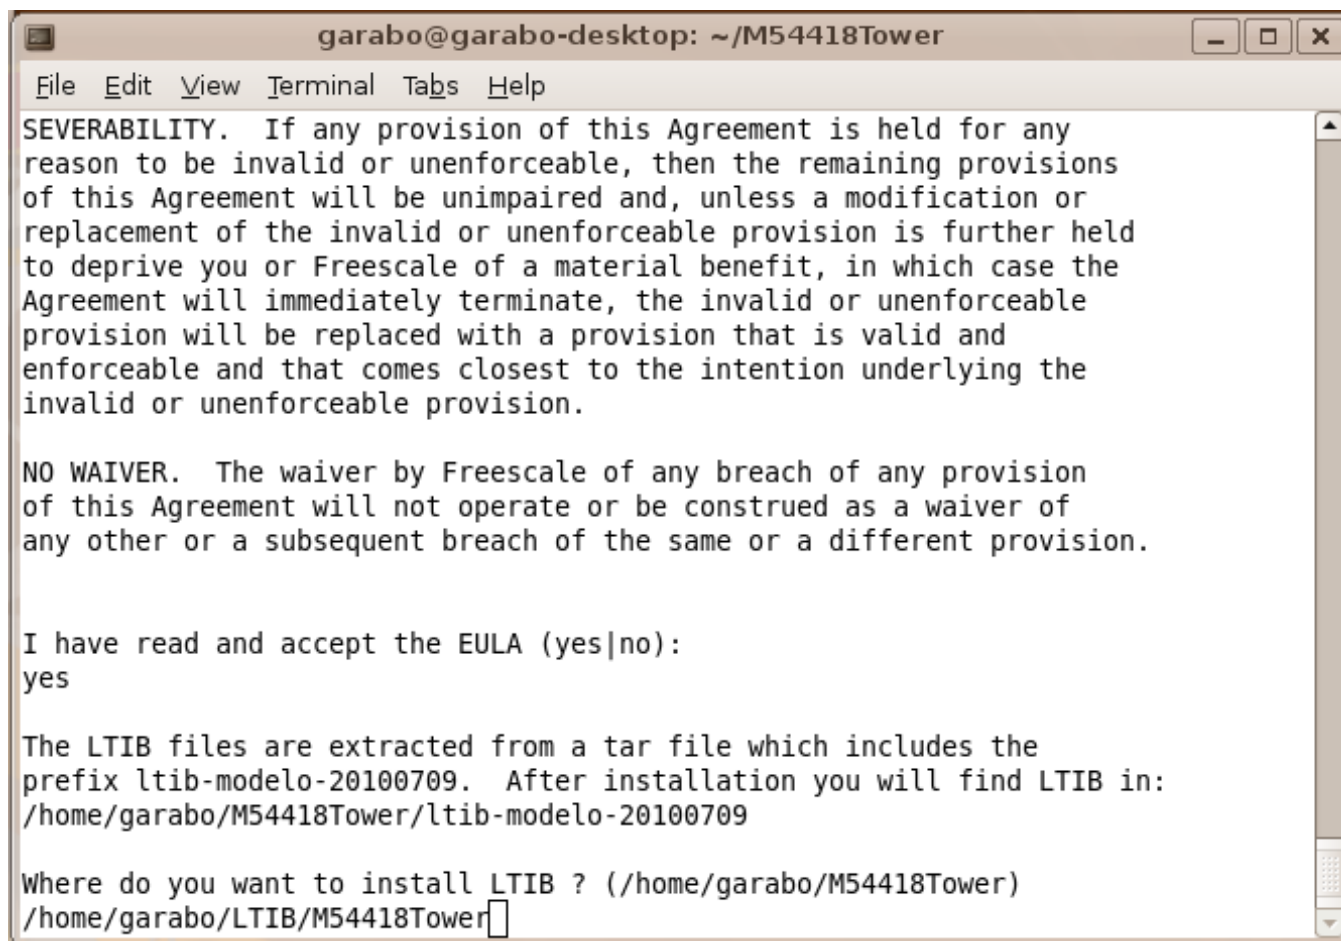 garabo@garabo-desktop: ~/M54418Tower
File Edit View Terminal Tabs Help
SEVERABILITY.  If any provision of this Agreement is held for any
reason to be invalid or unenforceable, then the remaining provisions
of this Agreement will be unimpaired and, unless a modification or
replacement of the invalid or unenforceable provision is further held
to deprive you or Freescale of a material benefit, in which case the
Agreement will immediately terminate, the invalid or unenforceable
provision will be replaced with a provision that is valid and
enforceable and that comes closest to the intention underlying the
invalid or unenforceable provision.
NO WAIVER.  The waiver by Freescale of any breach of any provision
of this Agreement will not operate or be construed as a waiver of
any other or a subsequent breach of the same or a different provision.
I have read and accept the EULA (yes|no):
yes
The LTIB files are extracted from a tar file which includes the
prefix ltib-modelo-20100709.  After installation you will find LTIB in:
/home/garabo/M54418Tower/ltib-modelo-20100709
Where do you want to install LTIB ? (/home/garabo/M54418Tower)
/home/garabo/LTIB/M54418Tower